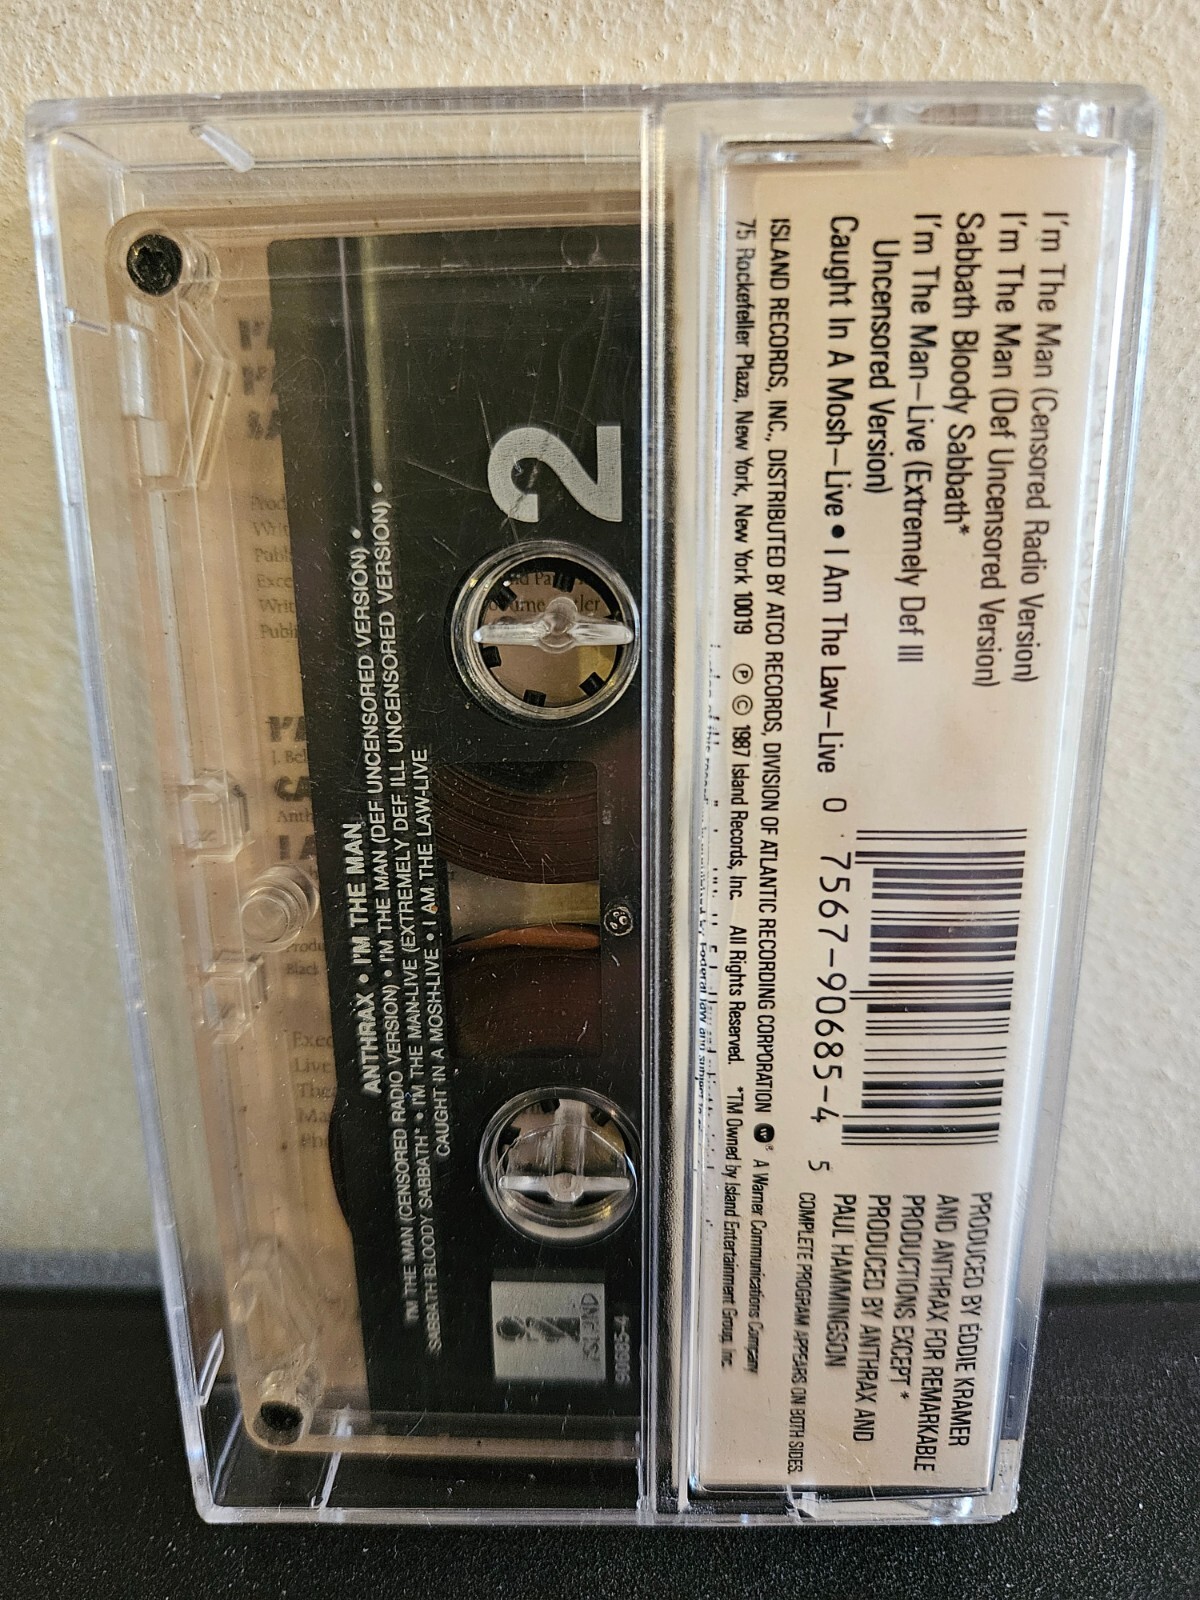 I'm The Man (Censored Radio Version)
I'm The Man (Def Uncensored Version)
Sabbath Bloody Sabbath*
I'm The Man–Live (Extremely Def Ill
Uncensored Version)
Caught In A Mosh–Live • I Am The Law–Live
0 7567-90685-4 5
PRODUCED BY EDDIE KRAMER
AND ANTHRAX FOR REMARKABLE
PRODUCTIONS EXCEPT*
PRODUCED BY ANTHRAX AND
PAUL HAMMINGSON
COMPLETE PROGRAM APPEARS ON BOTH SIDES.
ISLAND RECORDS, INC., DISTRIBUTED BY ATCO RECORDS, DIVISION OF ATLANTIC RECORDING CORPORATION ® A Warner Communications Company
75 Rockefeller Plaza, New York, New York 10019 ℗ © 1987 Island Records, Inc. All Rights Reserved. *TM Owned by Island Entertainment Group, Inc.
Federal law and subject to
2
ANTHRAX • I'M THE MAN
I'M THE MAN (CENSORED RADIO VERSION) • I'M THE MAN (DEF UNCENSORED VERSION) •
SABBATH BLOODY SABBATH* • I'M THE MAN-LIVE (EXTREMELY DEF ILL UNCENSORED VERSION) •
CAUGHT IN A MOSH-LIVE • I AM THE LAW-LIVE
ISLAND
90685-4